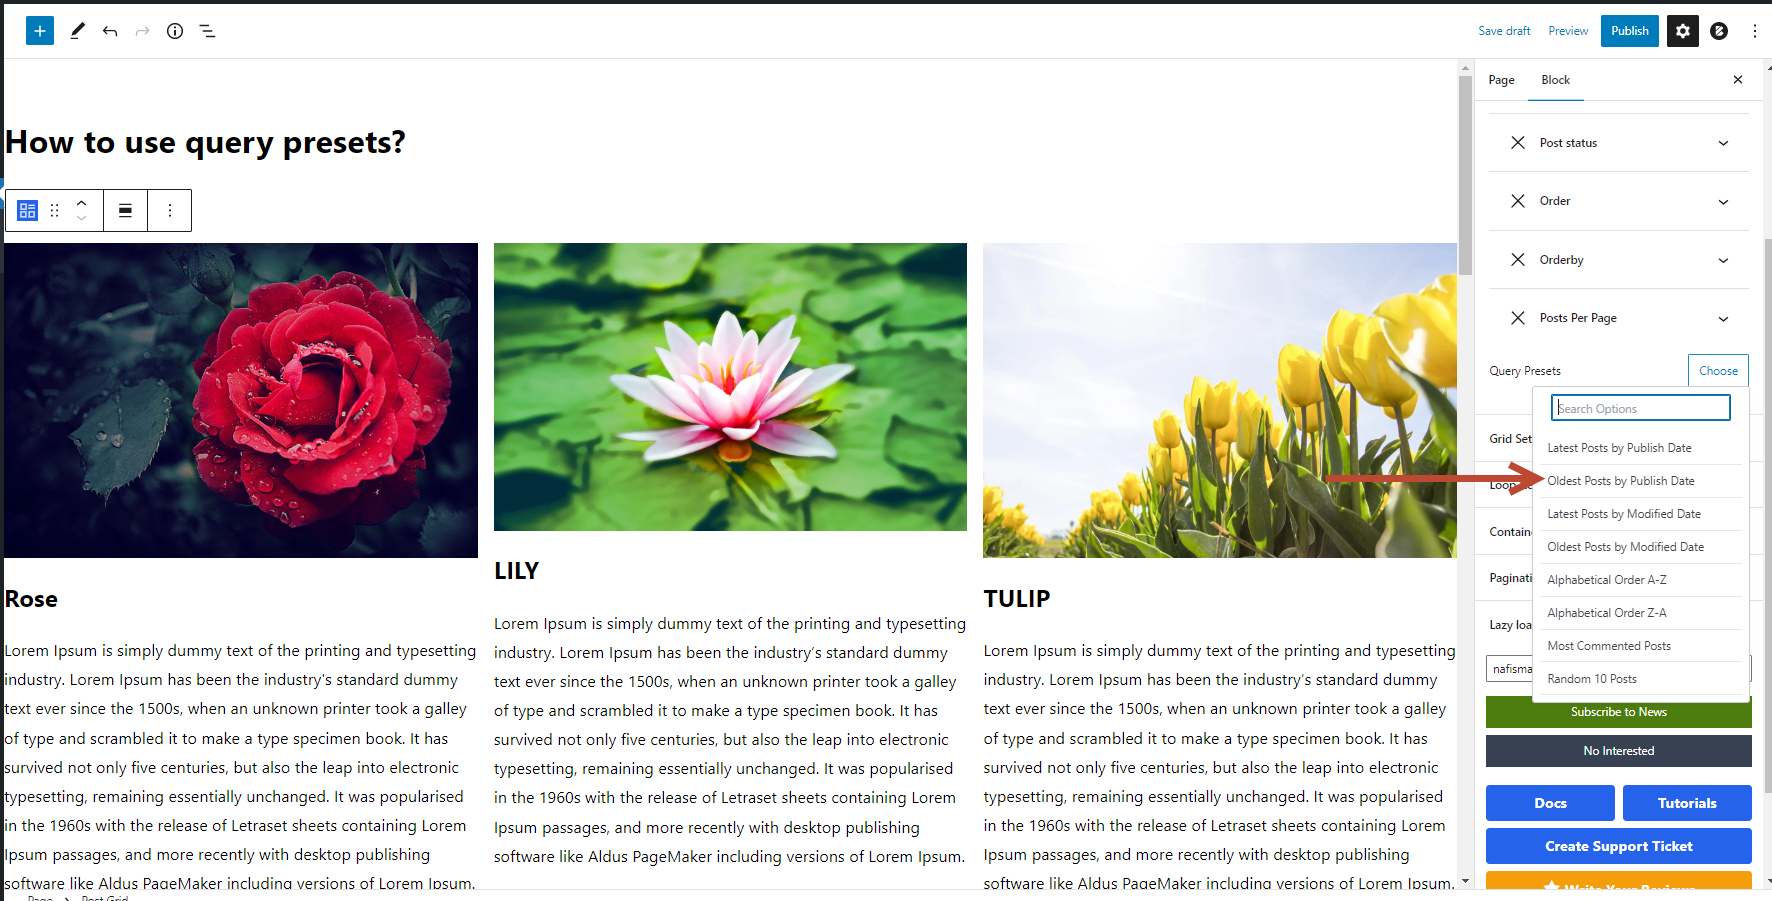 Save draft
Preview
Publish
Page
Block
How to use query presets?
Post status
Order
Orderby
Posts Per Page
Query Presets
Choose
Search Options
Latest Posts by Publish Date
Oldest Posts by Publish Date
Latest Posts by Modified Date
Oldest Posts by Modified Date
Alphabetical Order A-Z
Alphabetical Order Z-A
Most Commented Posts
Random 10 Posts
Grid Set
Loop
Contain
Paginati
Lazy loa
nafisma
Subscribe to News
No Interested
Docs
Tutorials
Create Support Ticket
Write Your Reviews
Rose
Lorem Ipsum is simply dummy text of the printing and typesetting
industry. Lorem Ipsum has been the industry's standard dummy
text ever since the 1500s, when an unknown printer took a galley
of type and scrambled it to make a type specimen book. It has
survived not only five centuries, but also the leap into electronic
typesetting, remaining essentially unchanged. It was popularised
in the 1960s with the release of Letraset sheets containing Lorem
Ipsum passages, and more recently with desktop publishing
software like Aldus PageMaker including versions of Lorem Ipsum.
LILY
Lorem Ipsum is simply dummy text of the printing and typesetting
industry. Lorem Ipsum has been the industry's standard dummy
text ever since the 1500s, when an unknown printer took a galley
of type and scrambled it to make a type specimen book. It has
survived not only five centuries, but also the leap into electronic
typesetting, remaining essentially unchanged. It was popularised
in the 1960s with the release of Letraset sheets containing Lorem
Ipsum passages, and more recently with desktop publishing
software like Aldus PageMaker including versions of Lorem Ipsum.
TULIP
Lorem Ipsum is simply dummy text of the printing and typesetting
industry. Lorem Ipsum has been the industry's standard dummy
text ever since the 1500s, when an unknown printer took a galley
of type and scrambled it to make a type specimen book. It has
survived not only five centuries, but also the leap into electronic
typesetting, remaining essentially unchanged. It was popularised
in the 1960s with the release of Letraset sheets containing Lorem
Ipsum passages, and more recently with desktop publishing
software like Aldus PageMaker including versions of Lorem Ipsum.
Page > Post Grid